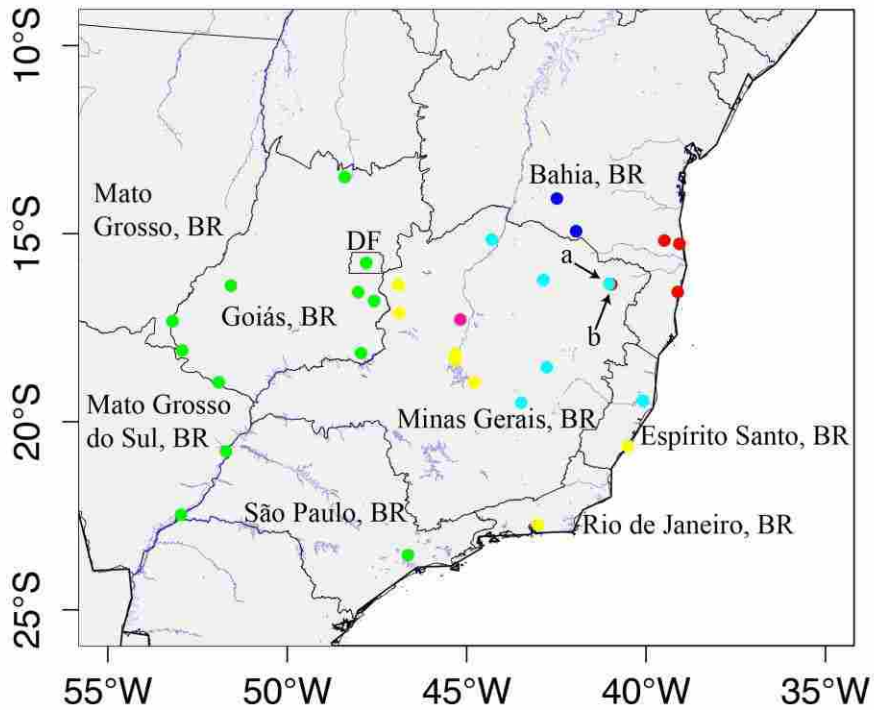 10°S
15°S
20°S
25°S
Mato
Grosso, BR
DF
Goiás, BR
Bahia, BR
a
b
Mato Grosso
do Sul, BR
Minas Gerais, BR
Espírito Santo, BR
São Paulo, BR
Rio de Janeiro, BR
55°W
50°W
45°W
40°W
35°W